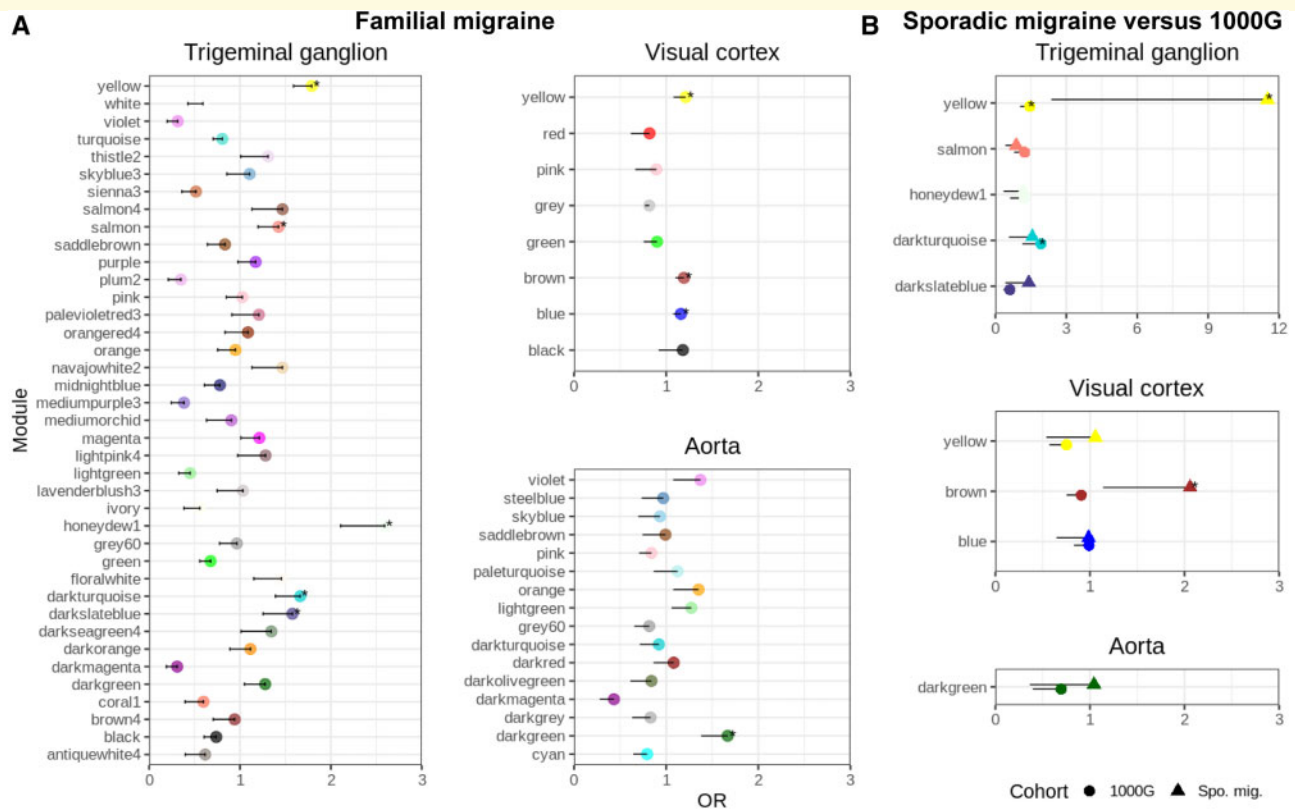 A
Familial migraine
Trigeminal ganglion
Module
yellow
white
violet
turquoise
thistle2
skyblue3
sienna3
salmon4
salmon
saddlebrown
purple
plum2
pink
palevioletred3
orangered4
orange
navajowhite2
midnightblue
mediumpurple3
mediumorchid
magenta
lightpink4
lightgreen
lavenderblush3
ivory
honeydew1
grey60
green
floralwhite
darkturquoise
darkslateblue
darkseagreen4
darkorange
darkmagenta
darkgreen
coral1
brown4
black
antiquewhite4
0 1 2 3
Visual cortex
yellow
red
pink
grey
green
brown
blue
black
0 1 2 3
Aorta
violet
steelblue
skyblue
saddlebrown
pink
paleturquoise
orange
lightgreen
grey60
darkturquoise
darkred
darkolivegreen
darkmagenta
darkgrey
darkgreen
cyan
0 1 2 3
OR
B
Sporadic migraine versus 1000G
Trigeminal ganglion
yellow
salmon
honeydew1
darkturquoise
darkslateblue
0 3 6 9 12
Visual cortex
yellow
brown
blue
0 1 2 3
Aorta
darkgreen
0 1 2 3
Cohort 1000G Spo. mig.